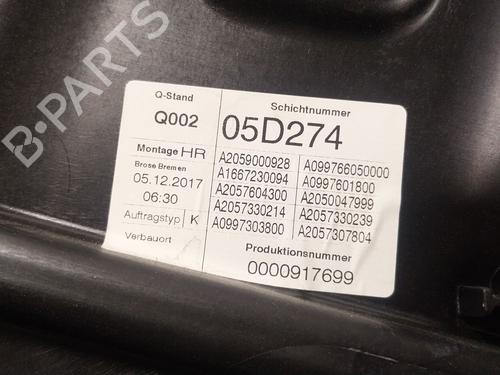 B-PARTS
Q-Stand
Schichtnummer
Q002
05D274
Montage HR
Brose Bremen
05.12.2017
06:30
Auftragstyp K
Verbauort
A2059000928 A099766050000
A1667230094 A0997601800
A2057604300 A2050047999
A2057330214 A2057330239
A0997303800 A2057307804
Produktionsnummer
0000917699